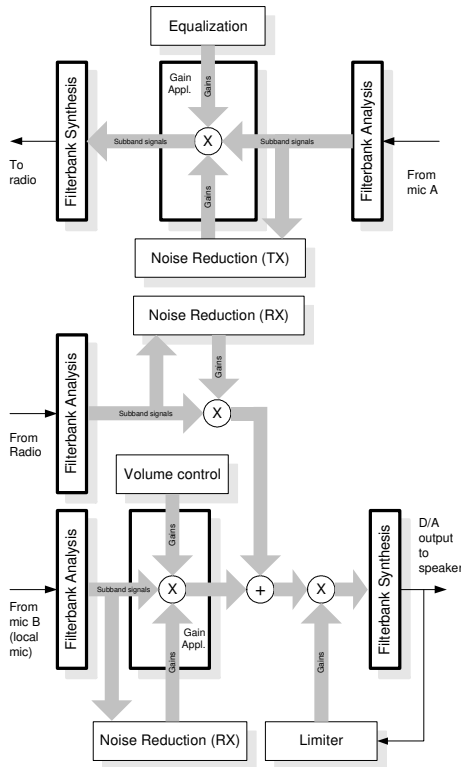 Equalization
Gain
Appl.
Gains
Filterbank Synthesis
Subband signals
X
Subband signals
Filterbank Analysis
To
radio
From
mic A
Gains
Noise Reduction (TX)
Noise Reduction (RX)
Gains
Filterbank Analysis
Subband signals
X
From
Radio
Volume control
Gains
Filterbank Analysis
Subband signals
X
+
X
Filterbank Synthesis
D/A
output
to
speaker
From
mic B
(local
mic)
Gain
Appl.
Gains
Gains
Noise Reduction (RX)
Limiter